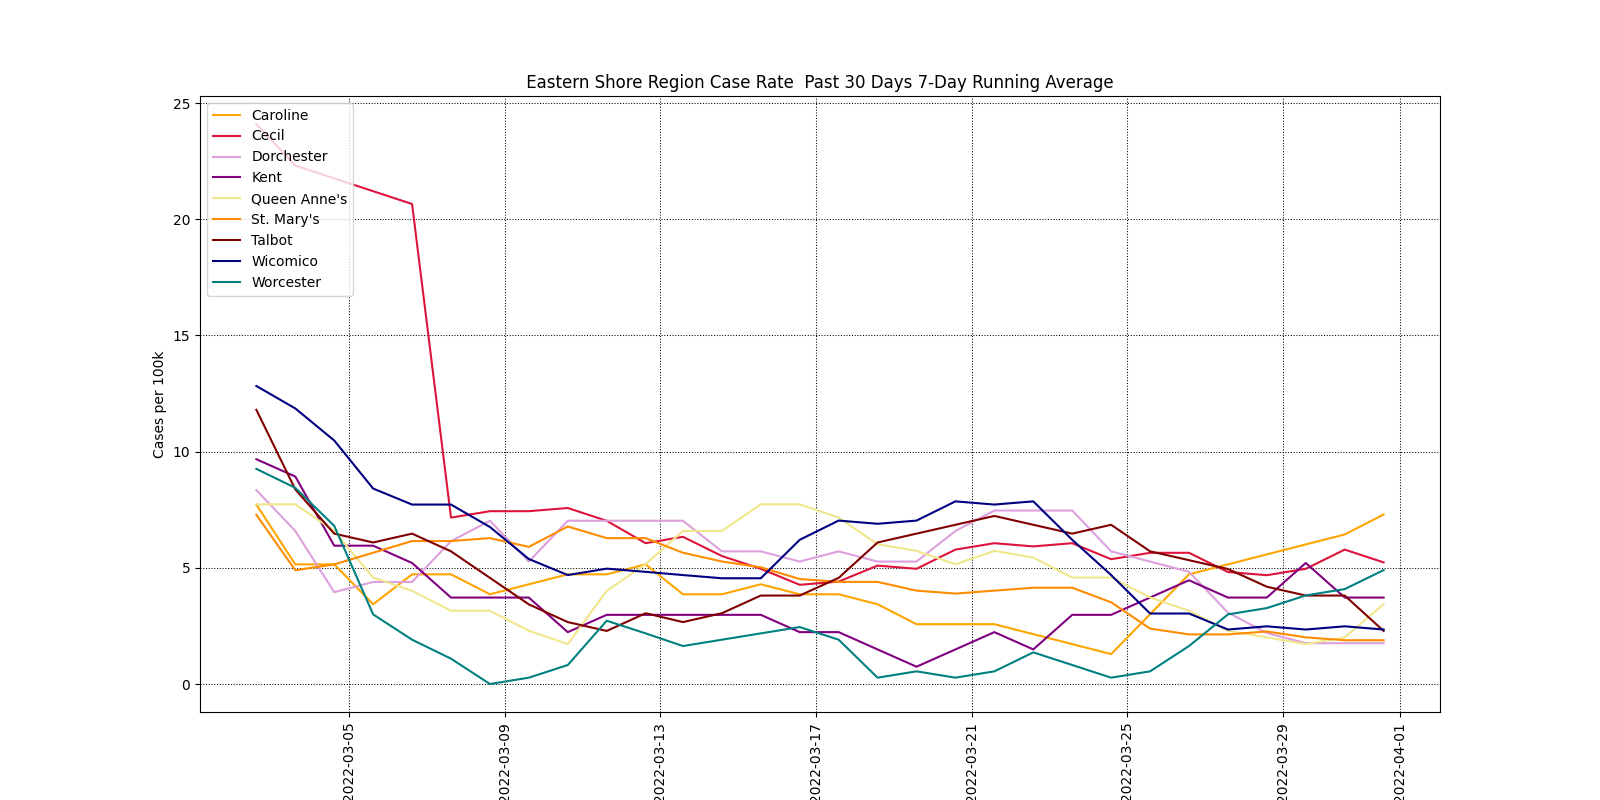 Eastern Shore Region Case Rate  Past 30 Days 7-Day Running Average
Cases per 100k
25
20
15
10
5
0
Caroline
Cecil
Dorchester
Kent
Queen Anne's
St. Mary's
Talbot
Wicomico
Worcester
2022-03-05
2022-03-09
2022-03-13
2022-03-17
2022-03-21
2022-03-25
2022-03-29
2022-04-01